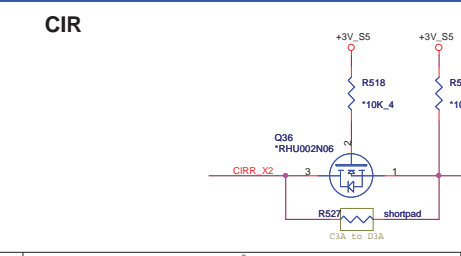 CIR
+3V_S5
+3V_S5
R518
*10K_4
Q36
*RHU002N06
2
CIRR_X2
3
1
R527
shortpad
C3A to D3A